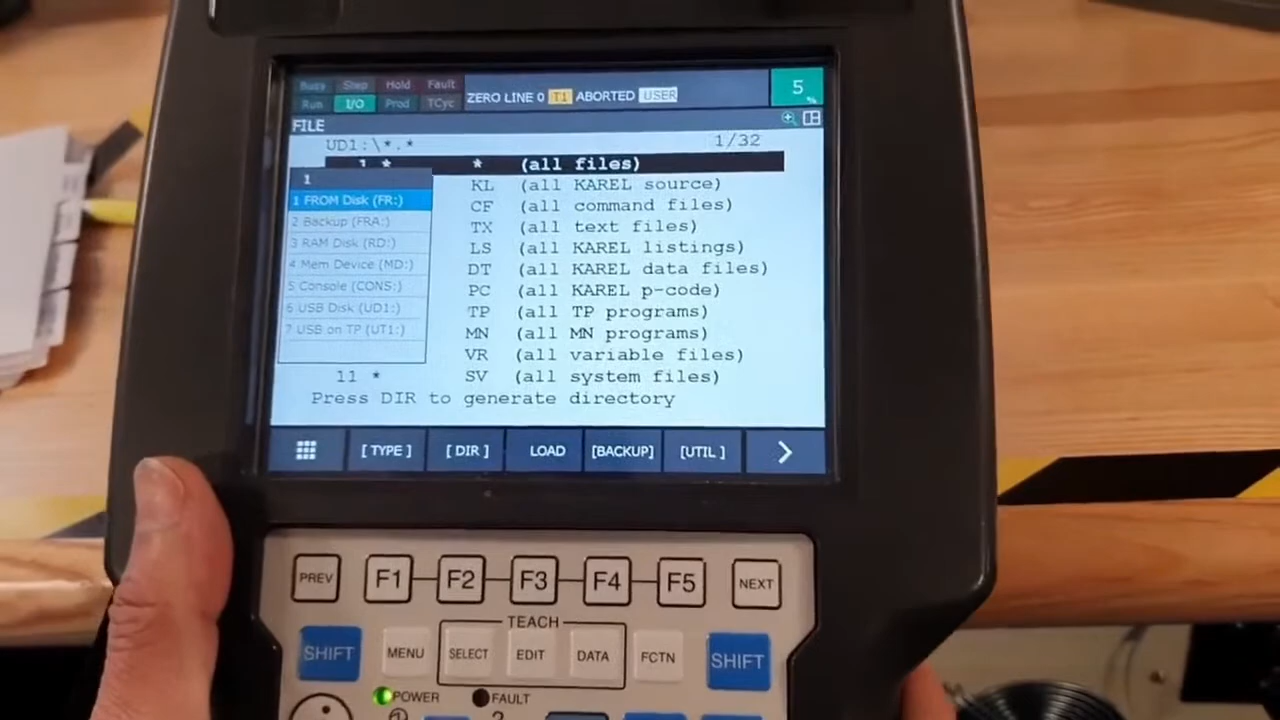 Busy Step Hold Fault
Run I/O Prod TCyc
ZERO LINE 0 T1 ABORTED USER
5 %
FILE
UD1:\*.* 1/32
1 * * (all files)
1
1 FROM Disk (FR:)
2 Backup (FRA:)
3 RAM Disk (RD:)
4 Mem Device (MD:)
5 Console (CONS:)
6 USB Disk (UD1:)
7 USB on TP (UT1:)
KL (all KAREL source)
CF (all command files)
TX (all text files)
LS (all KAREL listings)
DT (all KAREL data files)
PC (all KAREL p-code)
TP (all TP programs)
MN (all MN programs)
VR (all variable files)
11 * SV (all system files)
Press DIR to generate directory
[ TYPE ] [ DIR ] LOAD [BACKUP] [UTIL ] >
PREV F1 F2 F3 F4 F5 NEXT
TEACH
SHIFT MENU SELECT EDIT DATA FCTN SHIFT
POWER FAULT